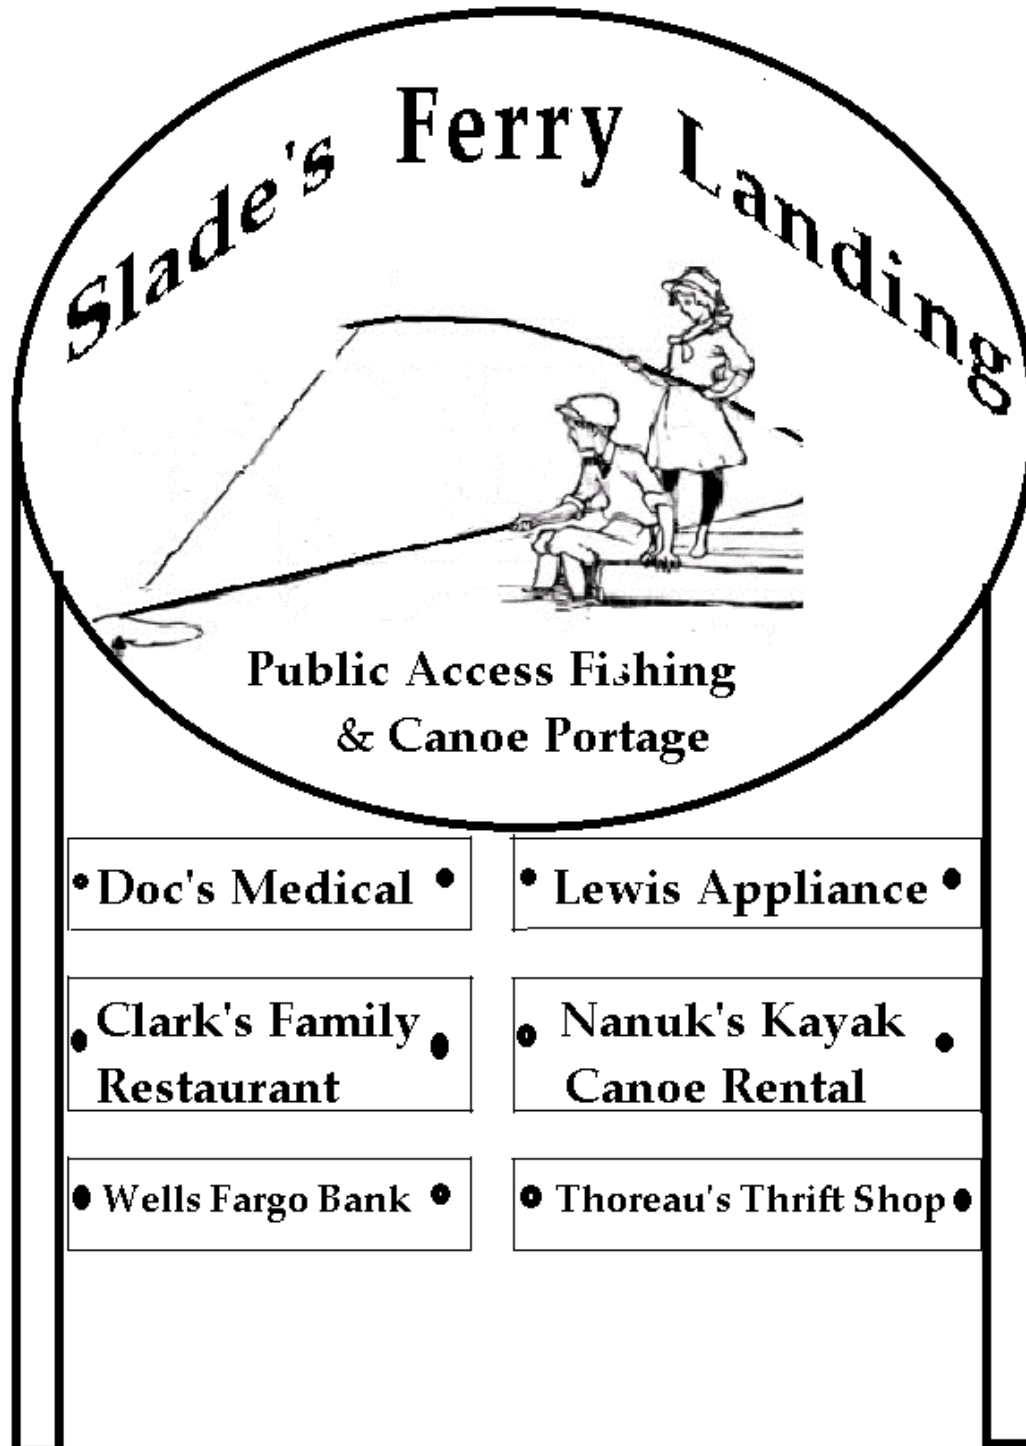 Slade's Ferry Landing
Public Access Fishing
& Canoe Portage
Doc's Medical
Lewis Appliance
Clark's Family
Restaurant
Nanuk's Kayak
Canoe Rental
Wells Fargo Bank
Thoreau's Thrift Shop